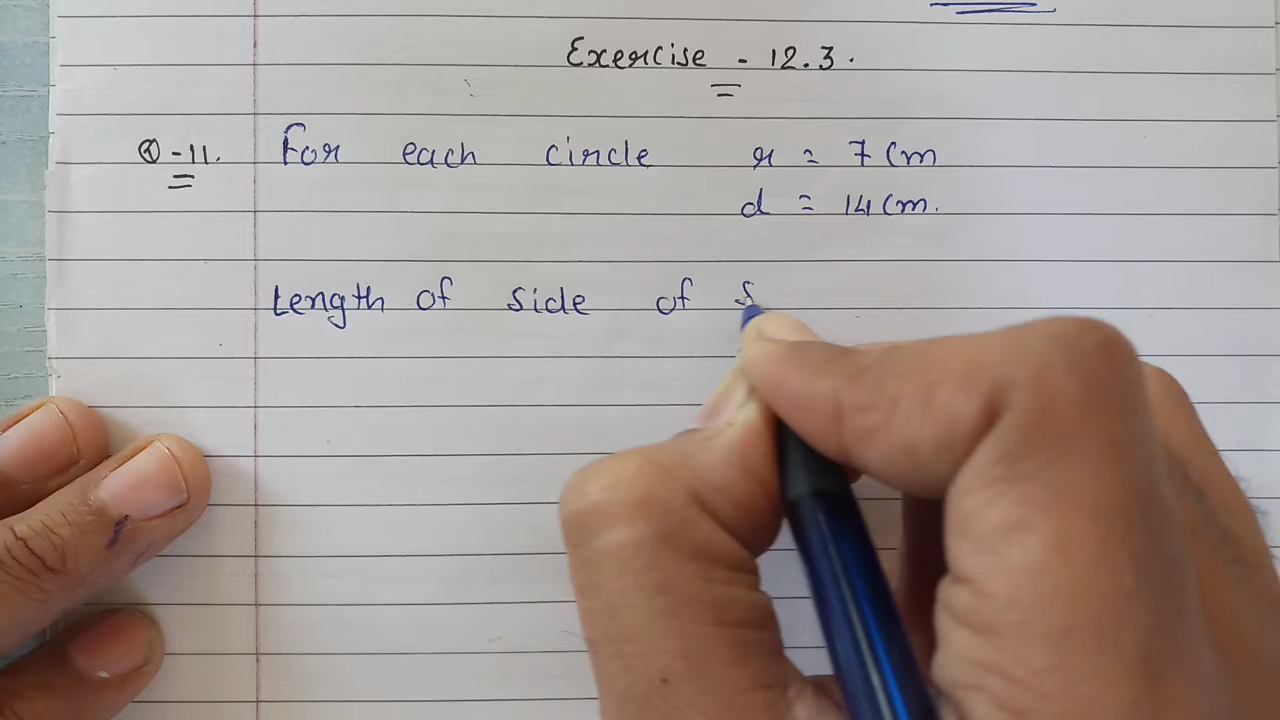 Exercise - 12.3.
Q-11. For each circle r = 7 cm
d = 14 cm.
Length of side of s